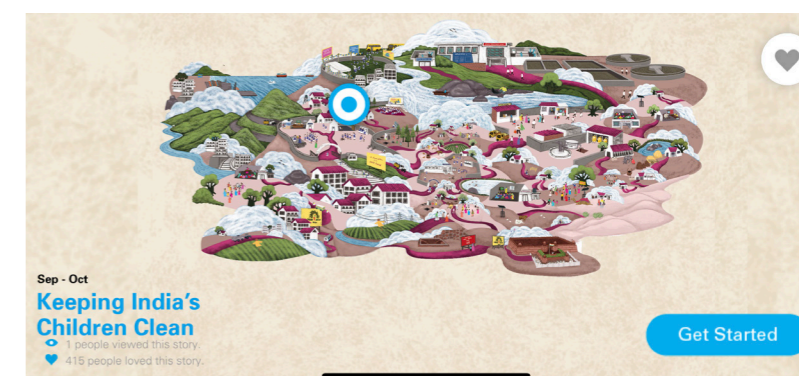 Sep - Oct
Keeping India's
Children Clean
1 people viewed this story.
415 people loved this story.
Get Started